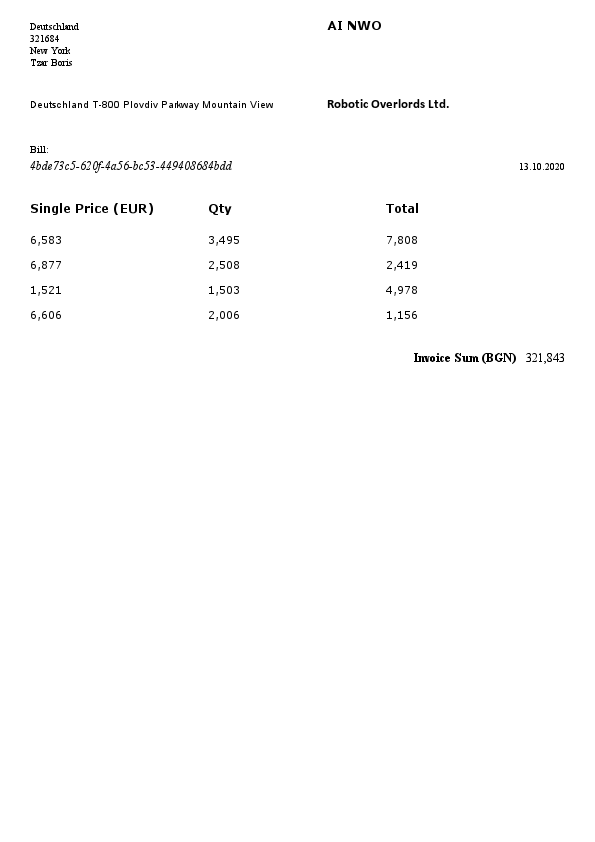 Deutschland
321684
New York
Tzar Boris
AI NWO
Deutschland T-800 Plovdiv Parkway Mountain View
Robotic Overlords Ltd.
Bill:
4bde73c5-620f-4a56-bc53-449408684bdd
13.10.2020
Single Price (EUR) Qty Total
6,583 3,495 7,808
6,877 2,508 2,419
1,521 1,503 4,978
6,606 2,006 1,156
Invoice Sum (BGN) 321,843